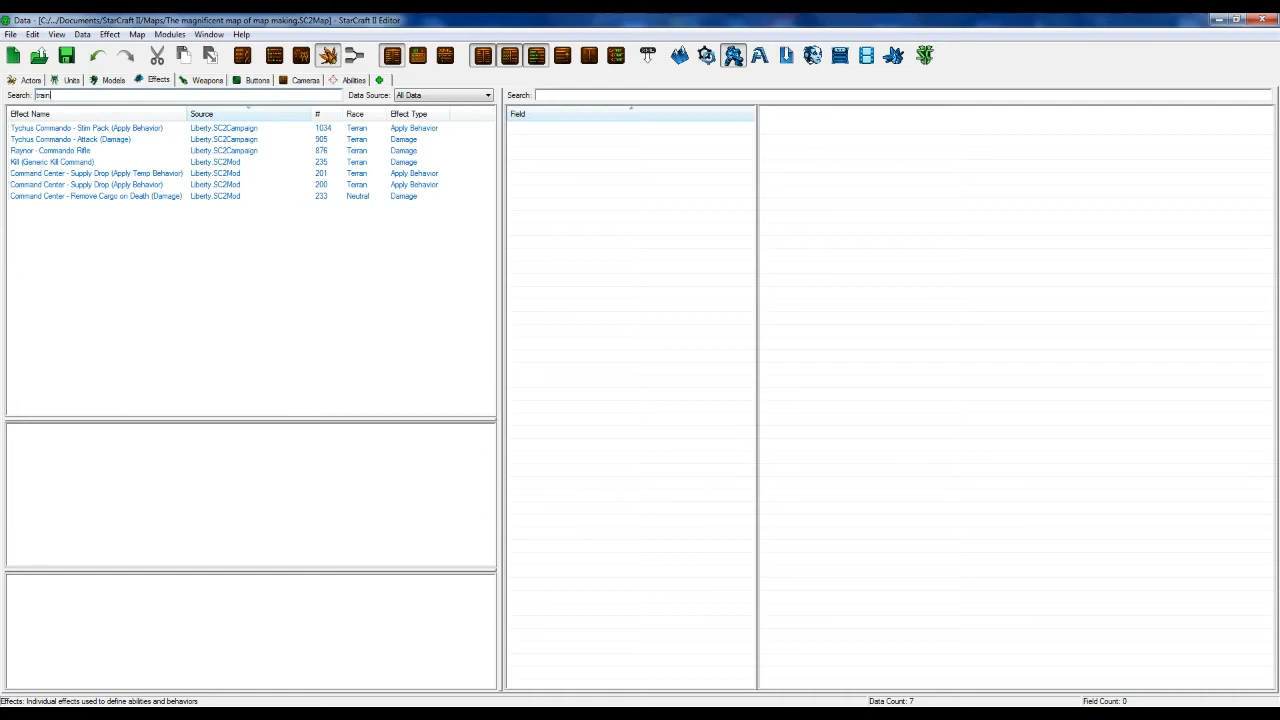 Data - [C:/.../Documents/StarCraft II/Maps/The magnificent map of map making.SC2Map] - StarCraft II Editor
File Edit View Data Effect Map Modules Window Help
Actors Units Models Effects Weapons Buttons Cameras Abilities
Search: train Data Source: All Data Search:
Effect Name Source # Race Effect Type Field
Tychus Commando - Stim Pack (Apply Behavior) Liberty.SC2Campaign 1034 Terran Apply Behavior
Tychus Commando - Attack (Damage) Liberty.SC2Campaign 905 Terran Damage
Raynor - Commando Rifle Liberty.SC2Campaign 876 Terran Damage
Kill (Generic Kill Command) Liberty.SC2Mod 235 Terran Damage
Command Center - Supply Drop (Apply Temp Behavior) Liberty.SC2Mod 201 Terran Apply Behavior
Command Center - Supply Drop (Apply Behavior) Liberty.SC2Mod 200 Terran Apply Behavior
Command Center - Remove Cargo on Death (Damage) Liberty.SC2Mod 233 Neutral Damage
Effects: Individual effects used to define abilities and behaviors Data Count: 7 Field Count: 0